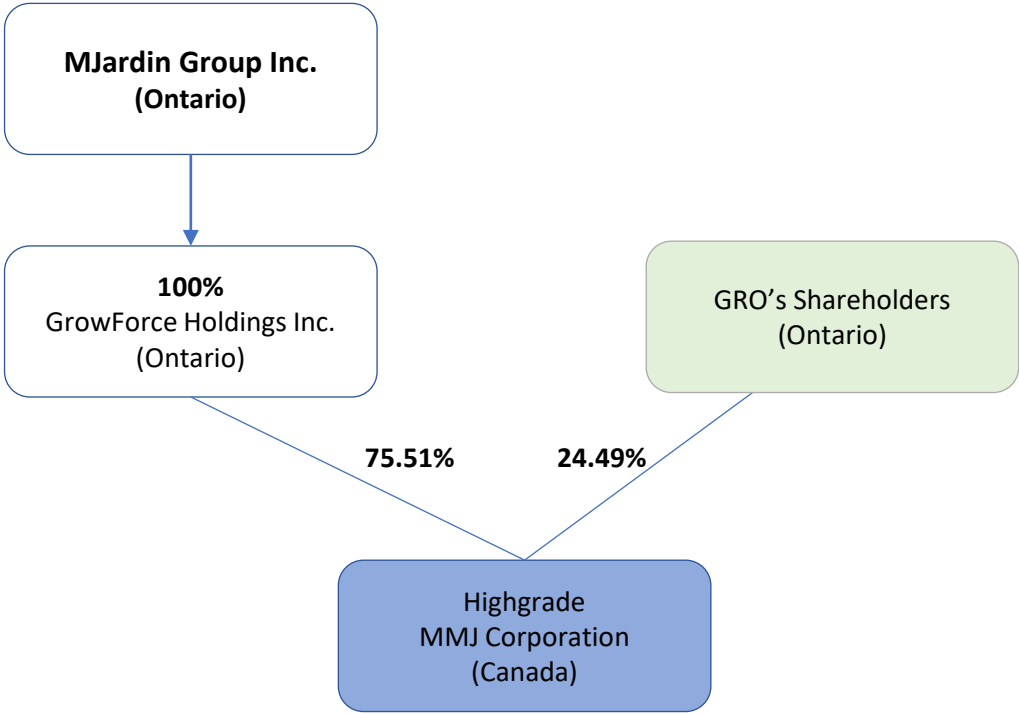 MJardin Group Inc.
(Ontario)
100%
GrowForce Holdings Inc.
(Ontario)
GRO’s Shareholders
(Ontario)
75.51%
24.49%
Highgrade
MMJ Corporation
(Canada)